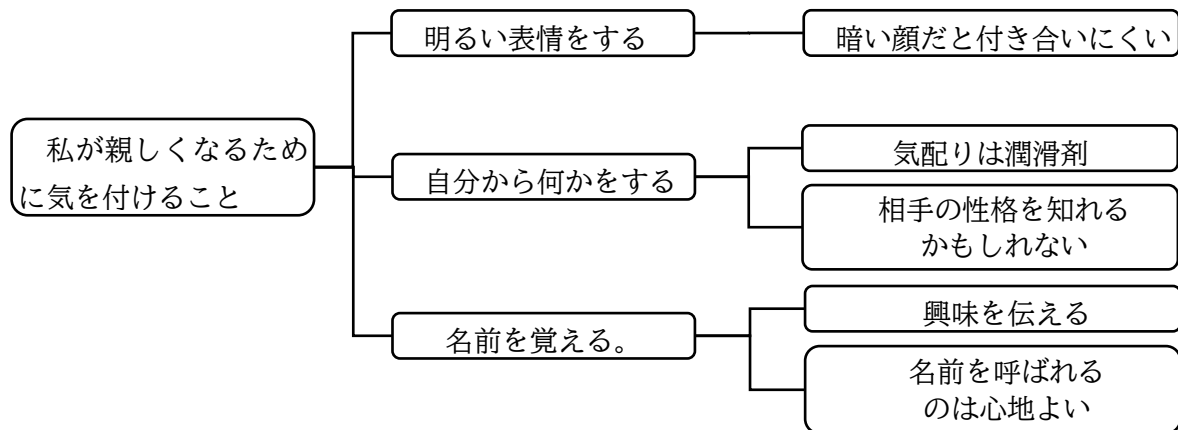 明るい表情をする
暗い顔だと付き合いにくい
私が親しくなるため
に気を付けること
自分から何かをする
気配りは潤滑剤
相手の性格を知れる
かもしれない
名前を覚える。
興味を伝える
名前を呼ばれる
のは心地よい